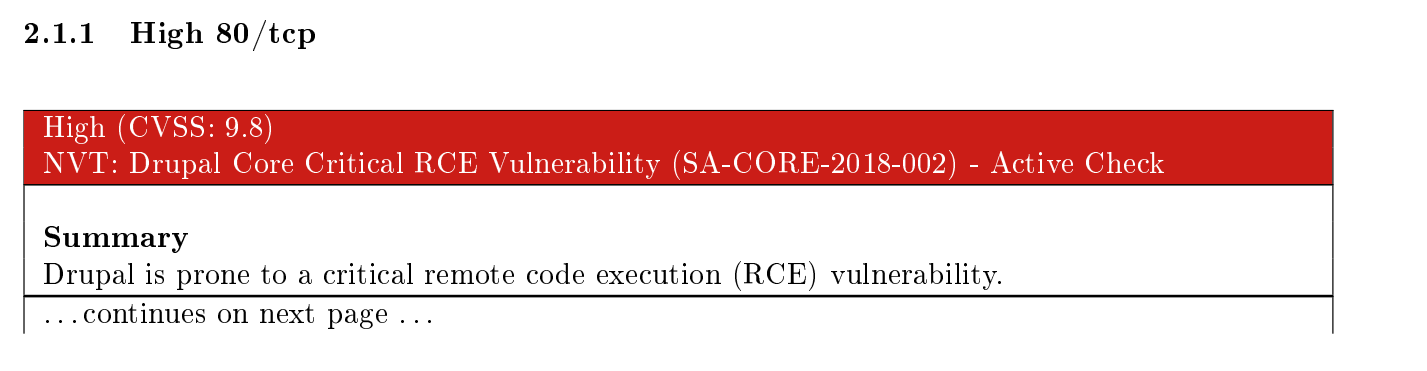 2.1.1 High 80/tcp
High (CVSS: 9.8)
NVT: Drupal Core Critical RCE Vulnerability (SA-CORE-2018-002) - Active Check
Summary
Drupal is prone to a critical remote code execution (RCE) vulnerability.
...continues on next page ...